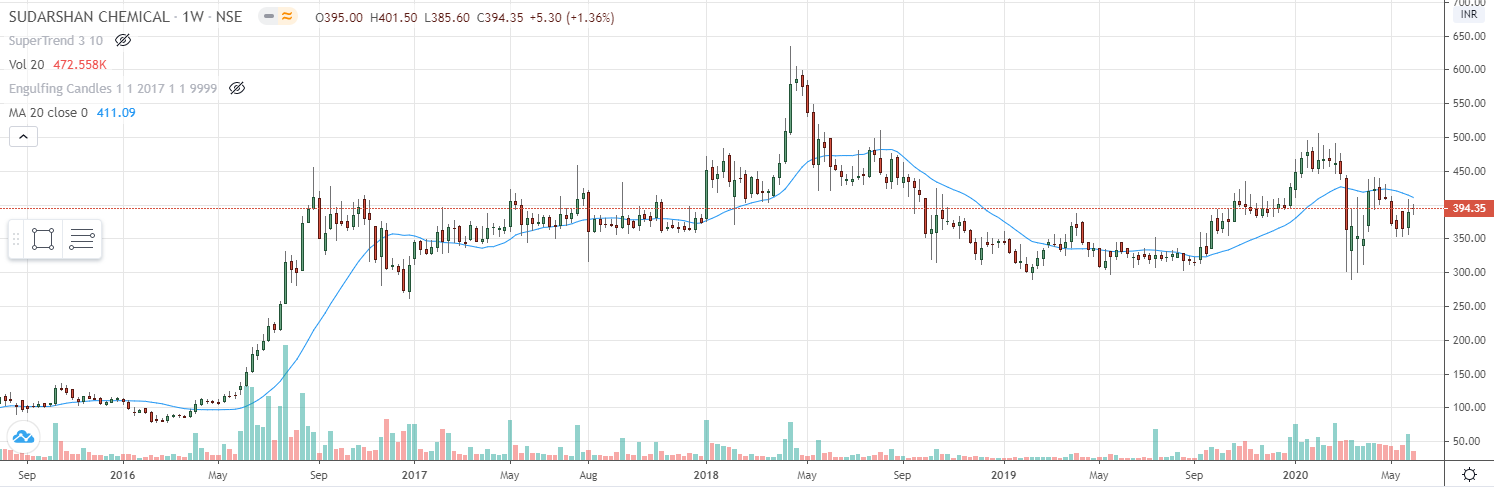 SUDARSHAN CHEMICAL · 1W · NSE O395.00 H401.50 L385.60 C394.35 +5.30 (+1.36%)
SuperTrend 3 10
Vol 20 472.558K
Engulfing Candles 1 1 2017 1 1 9999
MA 20 close 0 411.09
700.00
INR
650.00
600.00
550.00
500.00
450.00
394.35
350.00
300.00
250.00
200.00
150.00
100.00
50.00
Sep 2016 May Sep 2017 May Aug 2018 May Sep 2019 May Sep 2020 May